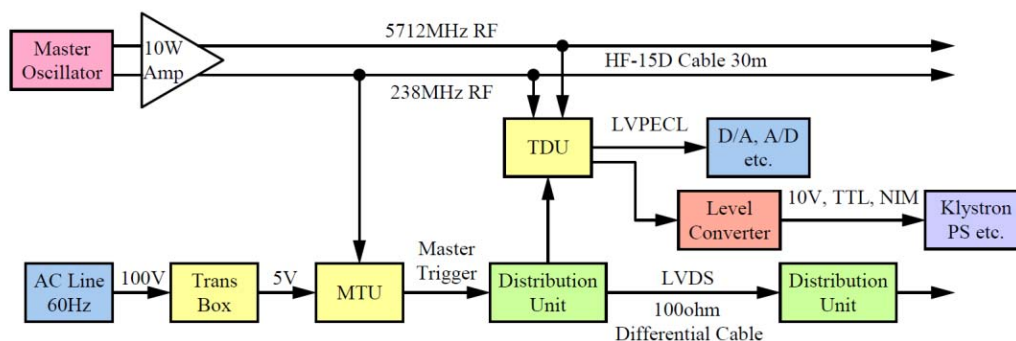 5712MHz RF
Master
Oscillator
10W
Amp
HF-15D Cable 30m
238MHz RF
LVPECL
TDU
D/A, A/D
etc.
10V, TTL, NIM
Level
Converter
Klystron
PS etc.
Master
Trigger
AC Line
60Hz
100V
Trans
Box
5V
MTU
Distribution
Unit
LVDS
100ohm
Differential Cable
Distribution
Unit